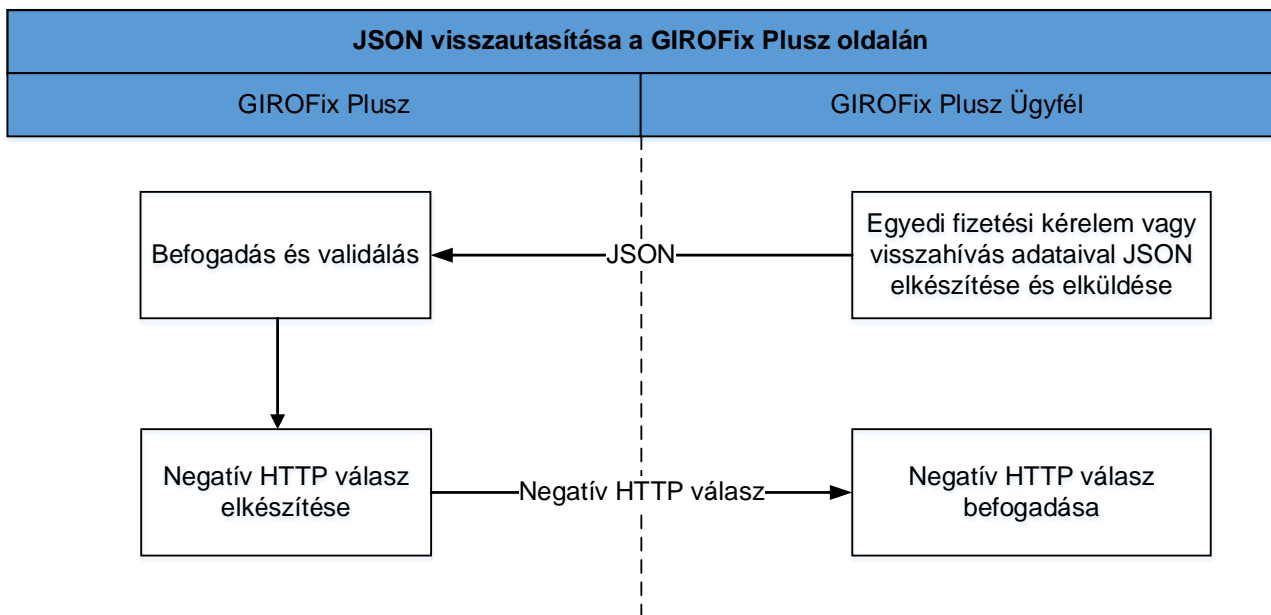 JSON visszautasítása a GIROFix Plusz oldalán
GIROFix Plusz
GIROFix Plusz Ügyfél
Befogadás és validálás
JSON
Egyedi fizetési kérelem vagy
visszahívás adataival JSON
elkészítése és elküldése
Negatív HTTP válasz
elkészítése
Negatív HTTP válasz
Negatív HTTP válasz
befogadása